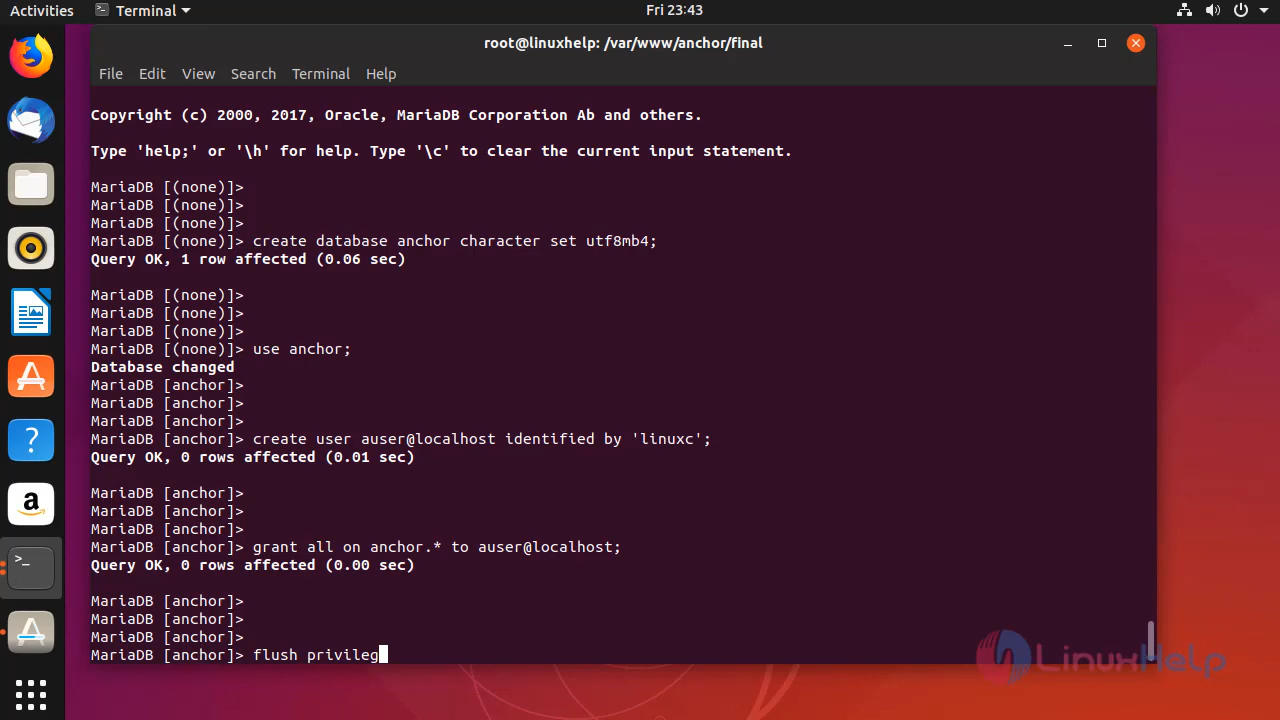 Activities
Terminal
Fri 23:43
root@linuxhelp: /var/www/anchor/final
File Edit View Search Terminal Help
Copyright (c) 2000, 2017, Oracle, MariaDB Corporation Ab and others.
Type 'help;' or '\h' for help. Type '\c' to clear the current input statement.
MariaDB [(none)]>
MariaDB [(none)]>
MariaDB [(none)]>
MariaDB [(none)]> create database anchor character set utf8mb4;
Query OK, 1 row affected (0.06 sec)
MariaDB [(none)]>
MariaDB [(none)]>
MariaDB [(none)]>
MariaDB [(none)]> use anchor;
Database changed
MariaDB [anchor]>
MariaDB [anchor]>
MariaDB [anchor]>
MariaDB [anchor]> create user auser@localhost identified by 'linuxc';
Query OK, 0 rows affected (0.01 sec)
MariaDB [anchor]>
MariaDB [anchor]>
MariaDB [anchor]>
MariaDB [anchor]> grant all on anchor.* to auser@localhost;
Query OK, 0 rows affected (0.00 sec)
MariaDB [anchor]>
MariaDB [anchor]>
MariaDB [anchor]>
MariaDB [anchor]> flush privileg
LinuxHelp